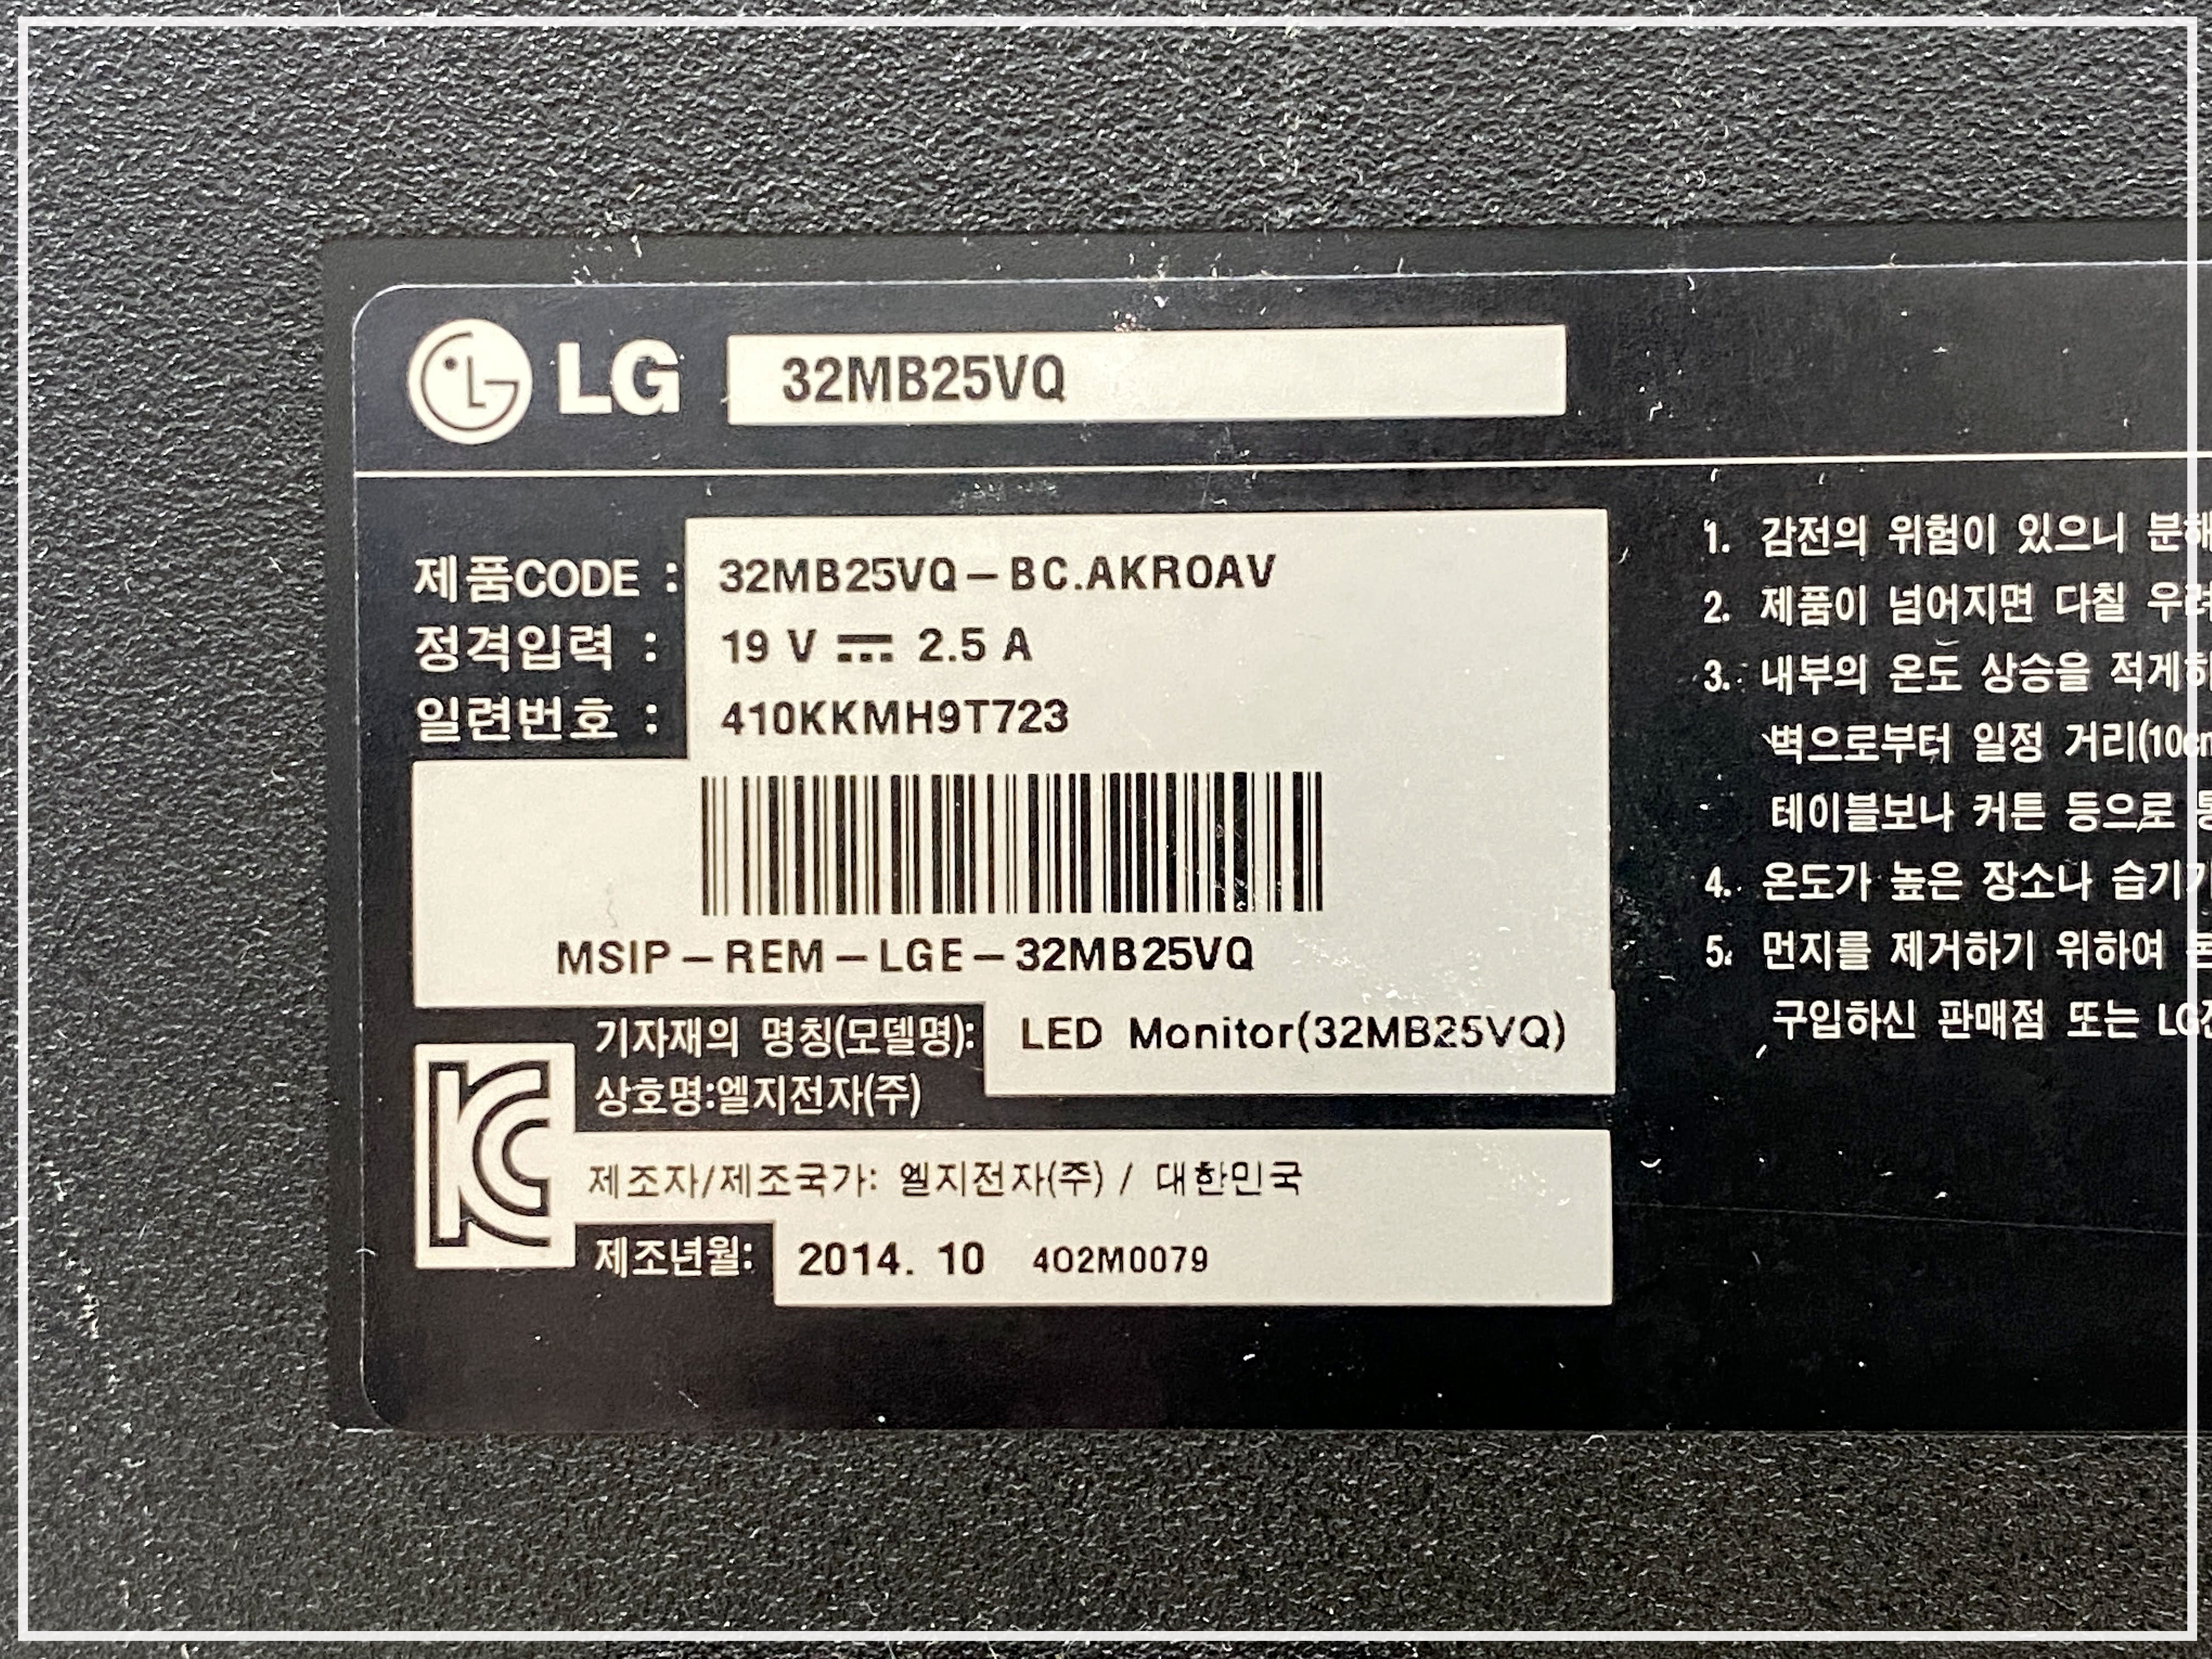 LG 32MB25VQ
제품CODE : 32MB25VQ-BC.AKROAV
정격입력 : 19 V ⎓ 2.5 A
일련번호 : 410KKMH9T723
MSIP-REM-LGE-32MB25VQ
기자재의 명칭(모델명): LED Monitor(32MB25VQ)
상호명:엘지전자(주)
제조자/제조국가: 엘지전자(주) / 대한민국
제조년월: 2014. 10 402M0079
1. 감전의 위험이 있으니
2. 제품이 넘어지면 다칠
3. 내부의 온도 상승을
벽으로부터 일정
테이블보나 커튼 등으로
4. 온도가 높은 장소나
5. 먼지를 제거하기 위하여
구입하신 판매점 또는